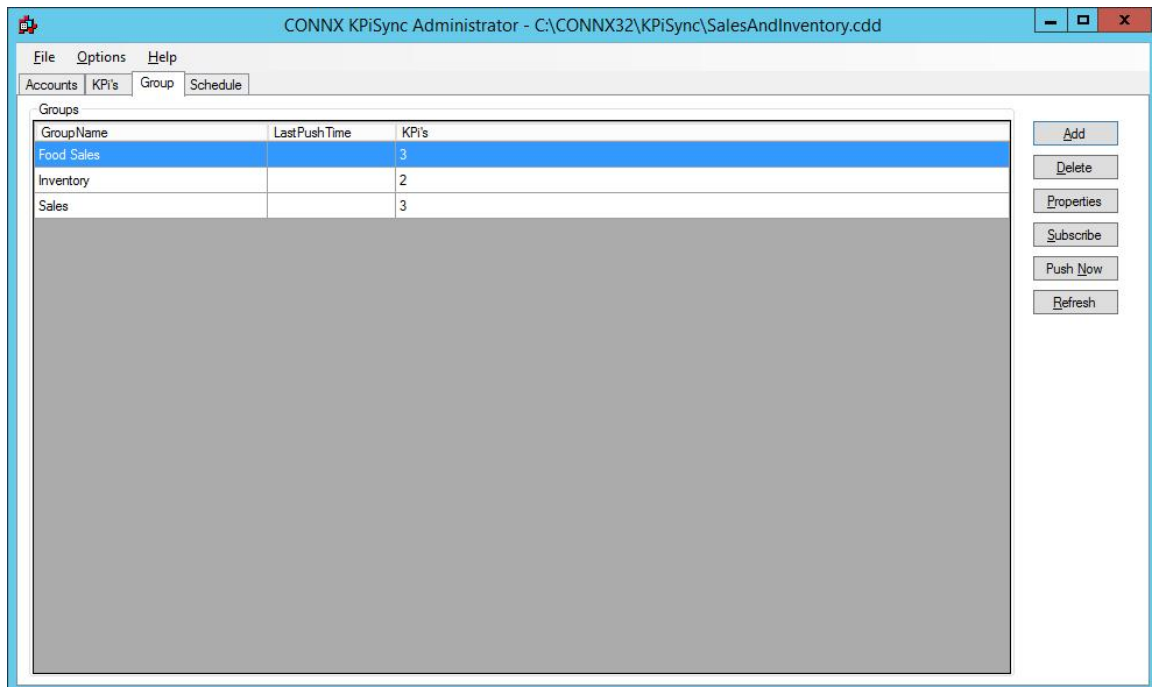 CONNX KPiSync Administrator - C:\CONNX32\KPiSync\SalesAndInventory.cdd
File Options Help
Accounts KPi's Group Schedule
Groups
GroupName LastPushTime KPi's
Food Sales 3
Inventory 2
Sales 3
Add
Delete
Properties
Subscribe
Push Now
Refresh